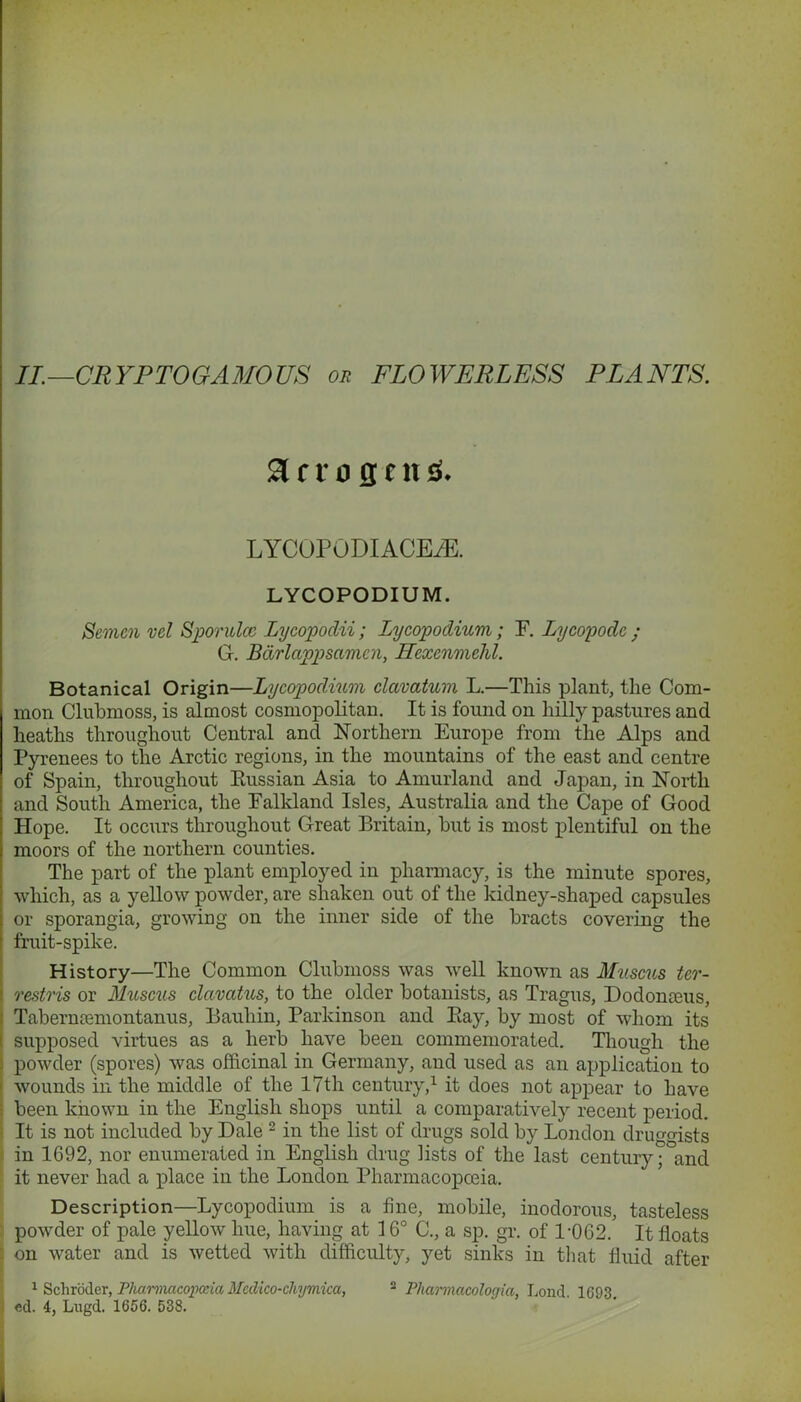 II.—CRYPTOGAMOUS OR FLOWERLESS PLANTS.
Acrogens.
LYCOPODIACEÆ.
LYCOPODIUM.
Semen vel Sporulæ Lycopodii; Lycopodium; F. Lycopode;
G. Bärlappsamen, Hexenmehl.
Botanical Origin—Lycopodium clavatum L.—This plant, the Com-
mon Clubmoss, is almost cosmopolitan. It is found on hilly pastures and
heaths throughout Central and Northern Europe from the Alps and
Pyrenees to the Arctic regions, in the mountains of the east and centre
of Spain, throughout Russian Asia to Amurland and Japan, in North
and South America, the Falkland Isles, Australia and the Cape of Good
Hope. It occurs throughout Great Britain, but is most plentiful on the
moors of the northern counties.
The part of the plant employed in pharmacy, is the minute spores,
which, as a yellow powder, are shaken out of the kidney-shaped capsules
or sporangia, growing on the inner side of the bracts covering the
fruit-spike.
History—The Common Clubmoss was well known as Muscus ter-
restris or Muscus clavatus, to the older botanists, as Tragus, Dodonæus,
Tabernæmontanus, Bauhin, Parkinson and Ray, by most of whom its
supposed virtues as a herb have been commemorated. Though the
powder (spores) was officinal in Germany, and used as an application to
wounds in the middle of the 17th century,¹ it does not appear to have
been known in the English shops until a comparatively recent period.
It is not included by Dale ² in the list of drugs sold by London druggists
in 1692, nor enumerated in English drug lists of the last century; and
it never had a place in the London Pharmacopœia.
Description—Lycopodium is a fine, mobile, inodorous, tasteless
powder of pale yellow hue, having at 16° C., a sp. gr. of 1·062. It floats
on water and is wetted with difficulty, yet sinks in that fluid after
¹ Schröder, Pharmacopœia Medico-chymica, ² Pharmacologia, Lond. 1693.
ed. 4, Lugd. 1656. 538.